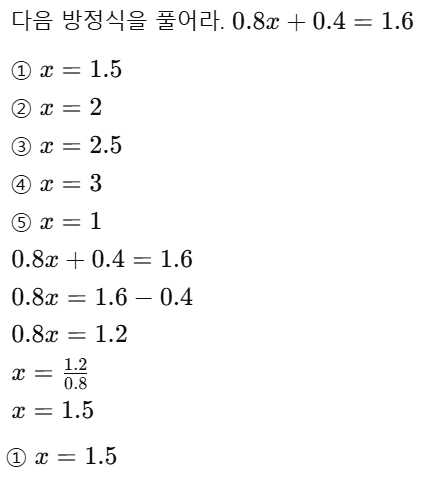 다음 방정식을 풀어라. 0.8x + 0.4 = 1.6
① x = 1.5
② x = 2
③ x = 2.5
④ x = 3
⑤ x = 1
0.8x + 0.4 = 1.6
0.8x = 1.6 − 0.4
0.8x = 1.2
x = \frac{1.2}{0.8}
x = 1.5
① x = 1.5